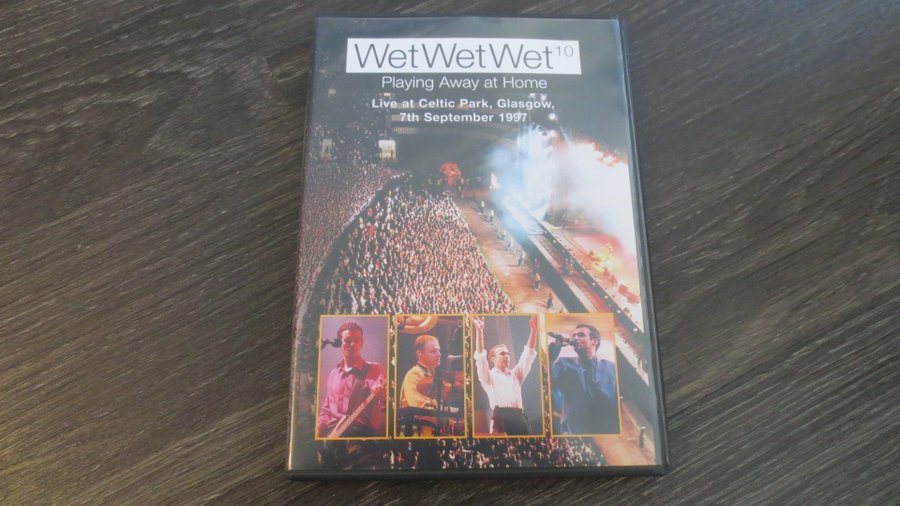 WetWetWet10
Playing Away at Home
Live at Celtic Park, Glasgow,
7th September 1997